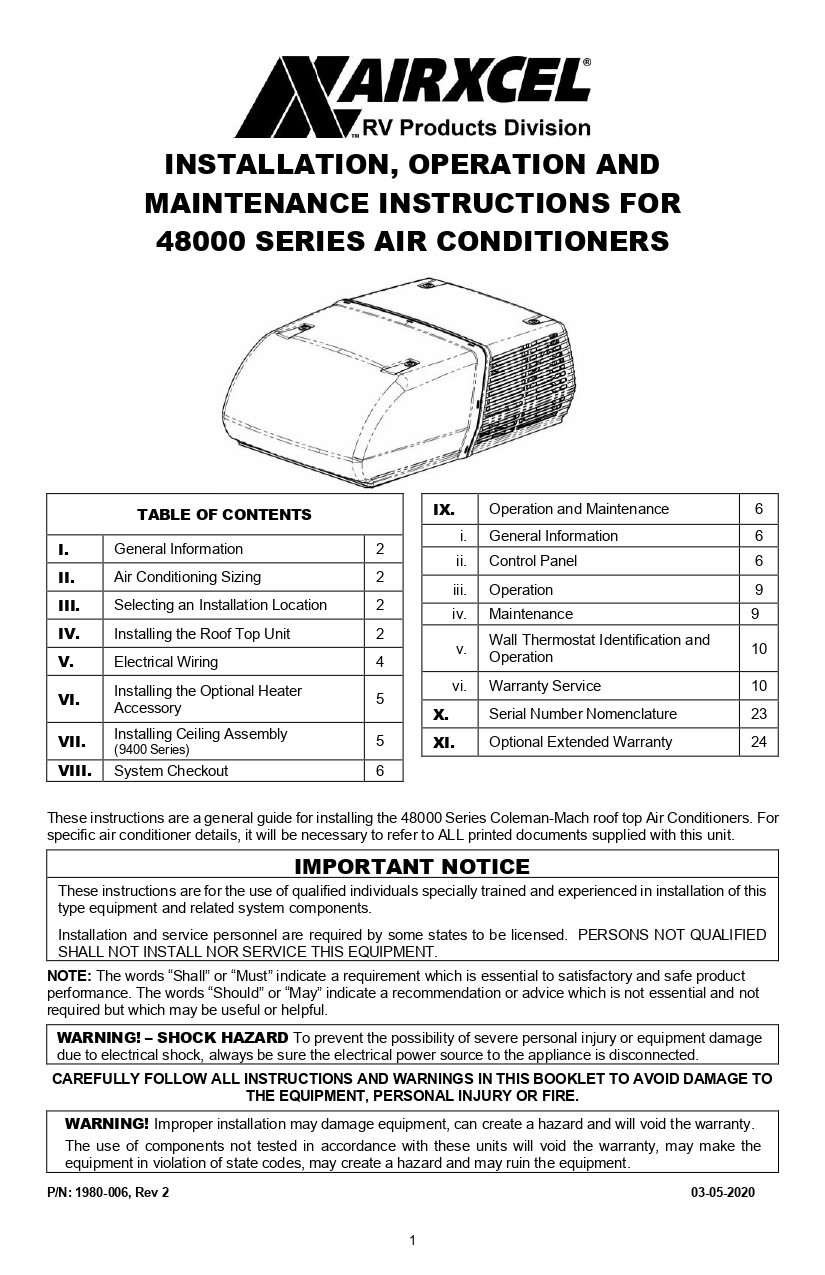 AIRXCEL®
™ RV Products Division
INSTALLATION, OPERATION AND
MAINTENANCE INSTRUCTIONS FOR
48000 SERIES AIR CONDITIONERS
TABLE OF CONTENTS
I. General Information 2
II. Air Conditioning Sizing 2
III. Selecting an Installation Location 2
IV. Installing the Roof Top Unit 2
V. Electrical Wiring 4
VI. Installing the Optional Heater
Accessory 5
VII. Installing Ceiling Assembly
(9400 Series) 5
VIII. System Checkout 6
IX. Operation and Maintenance 6
i. General Information 6
ii. Control Panel 6
iii. Operation 9
iv. Maintenance 9
v. Wall Thermostat Identification and
Operation 10
vi. Warranty Service 10
X. Serial Number Nomenclature 23
XI. Optional Extended Warranty 24
These instructions are a general guide for installing the 48000 Series Coleman-Mach roof top Air Conditioners. For
specific air conditioner details, it will be necessary to refer to ALL printed documents supplied with this unit.
IMPORTANT NOTICE
These instructions are for the use of qualified individuals specially trained and experienced in installation of this
type equipment and related system components.
Installation and service personnel are required by some states to be licensed. PERSONS NOT QUALIFIED
SHALL NOT INSTALL NOR SERVICE THIS EQUIPMENT.
NOTE: The words “Shall” or “Must” indicate a requirement which is essential to satisfactory and safe product
performance. The words “Should” or “May” indicate a recommendation or advice which is not essential and not
required but which may be useful or helpful.
WARNING! – SHOCK HAZARD To prevent the possibility of severe personal injury or equipment damage
due to electrical shock, always be sure the electrical power source to the appliance is disconnected.
CAREFULLY FOLLOW ALL INSTRUCTIONS AND WARNINGS IN THIS BOOKLET TO AVOID DAMAGE TO
THE EQUIPMENT, PERSONAL INJURY OR FIRE.
WARNING! Improper installation may damage equipment, can create a hazard and will void the warranty.
The use of components not tested in accordance with these units will void the warranty, may make the
equipment in violation of state codes, may create a hazard and may ruin the equipment.
P/N: 1980-006, Rev 2 03-05-2020
1